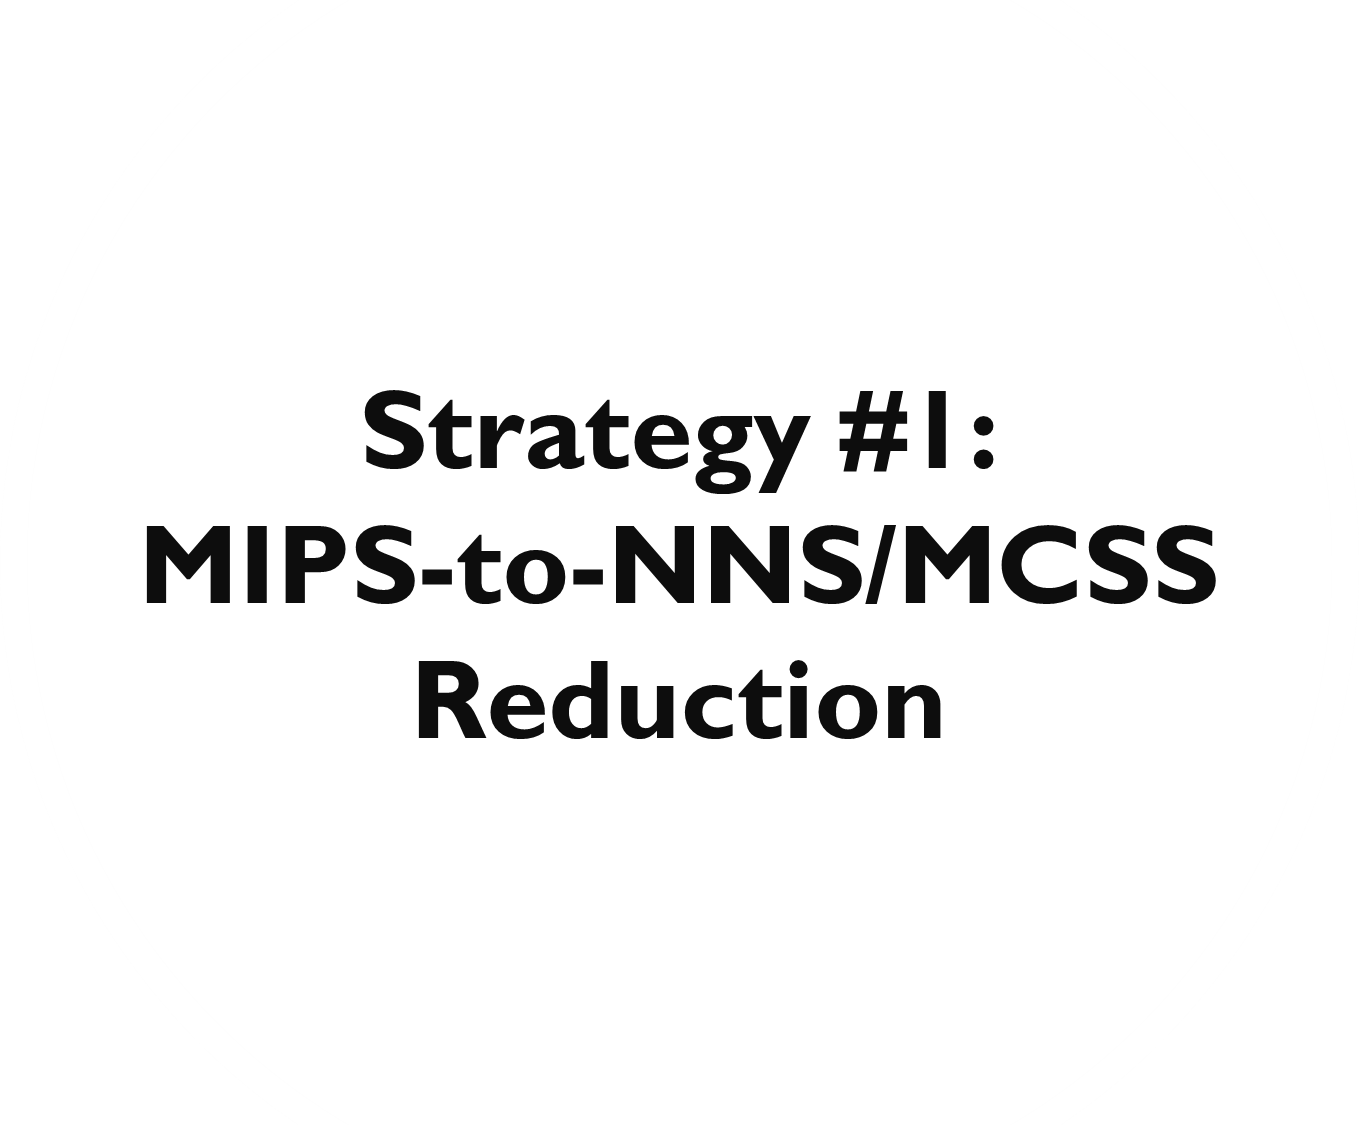 Strategy #1:
MIPS-to-NNS/MCSS
Reduction